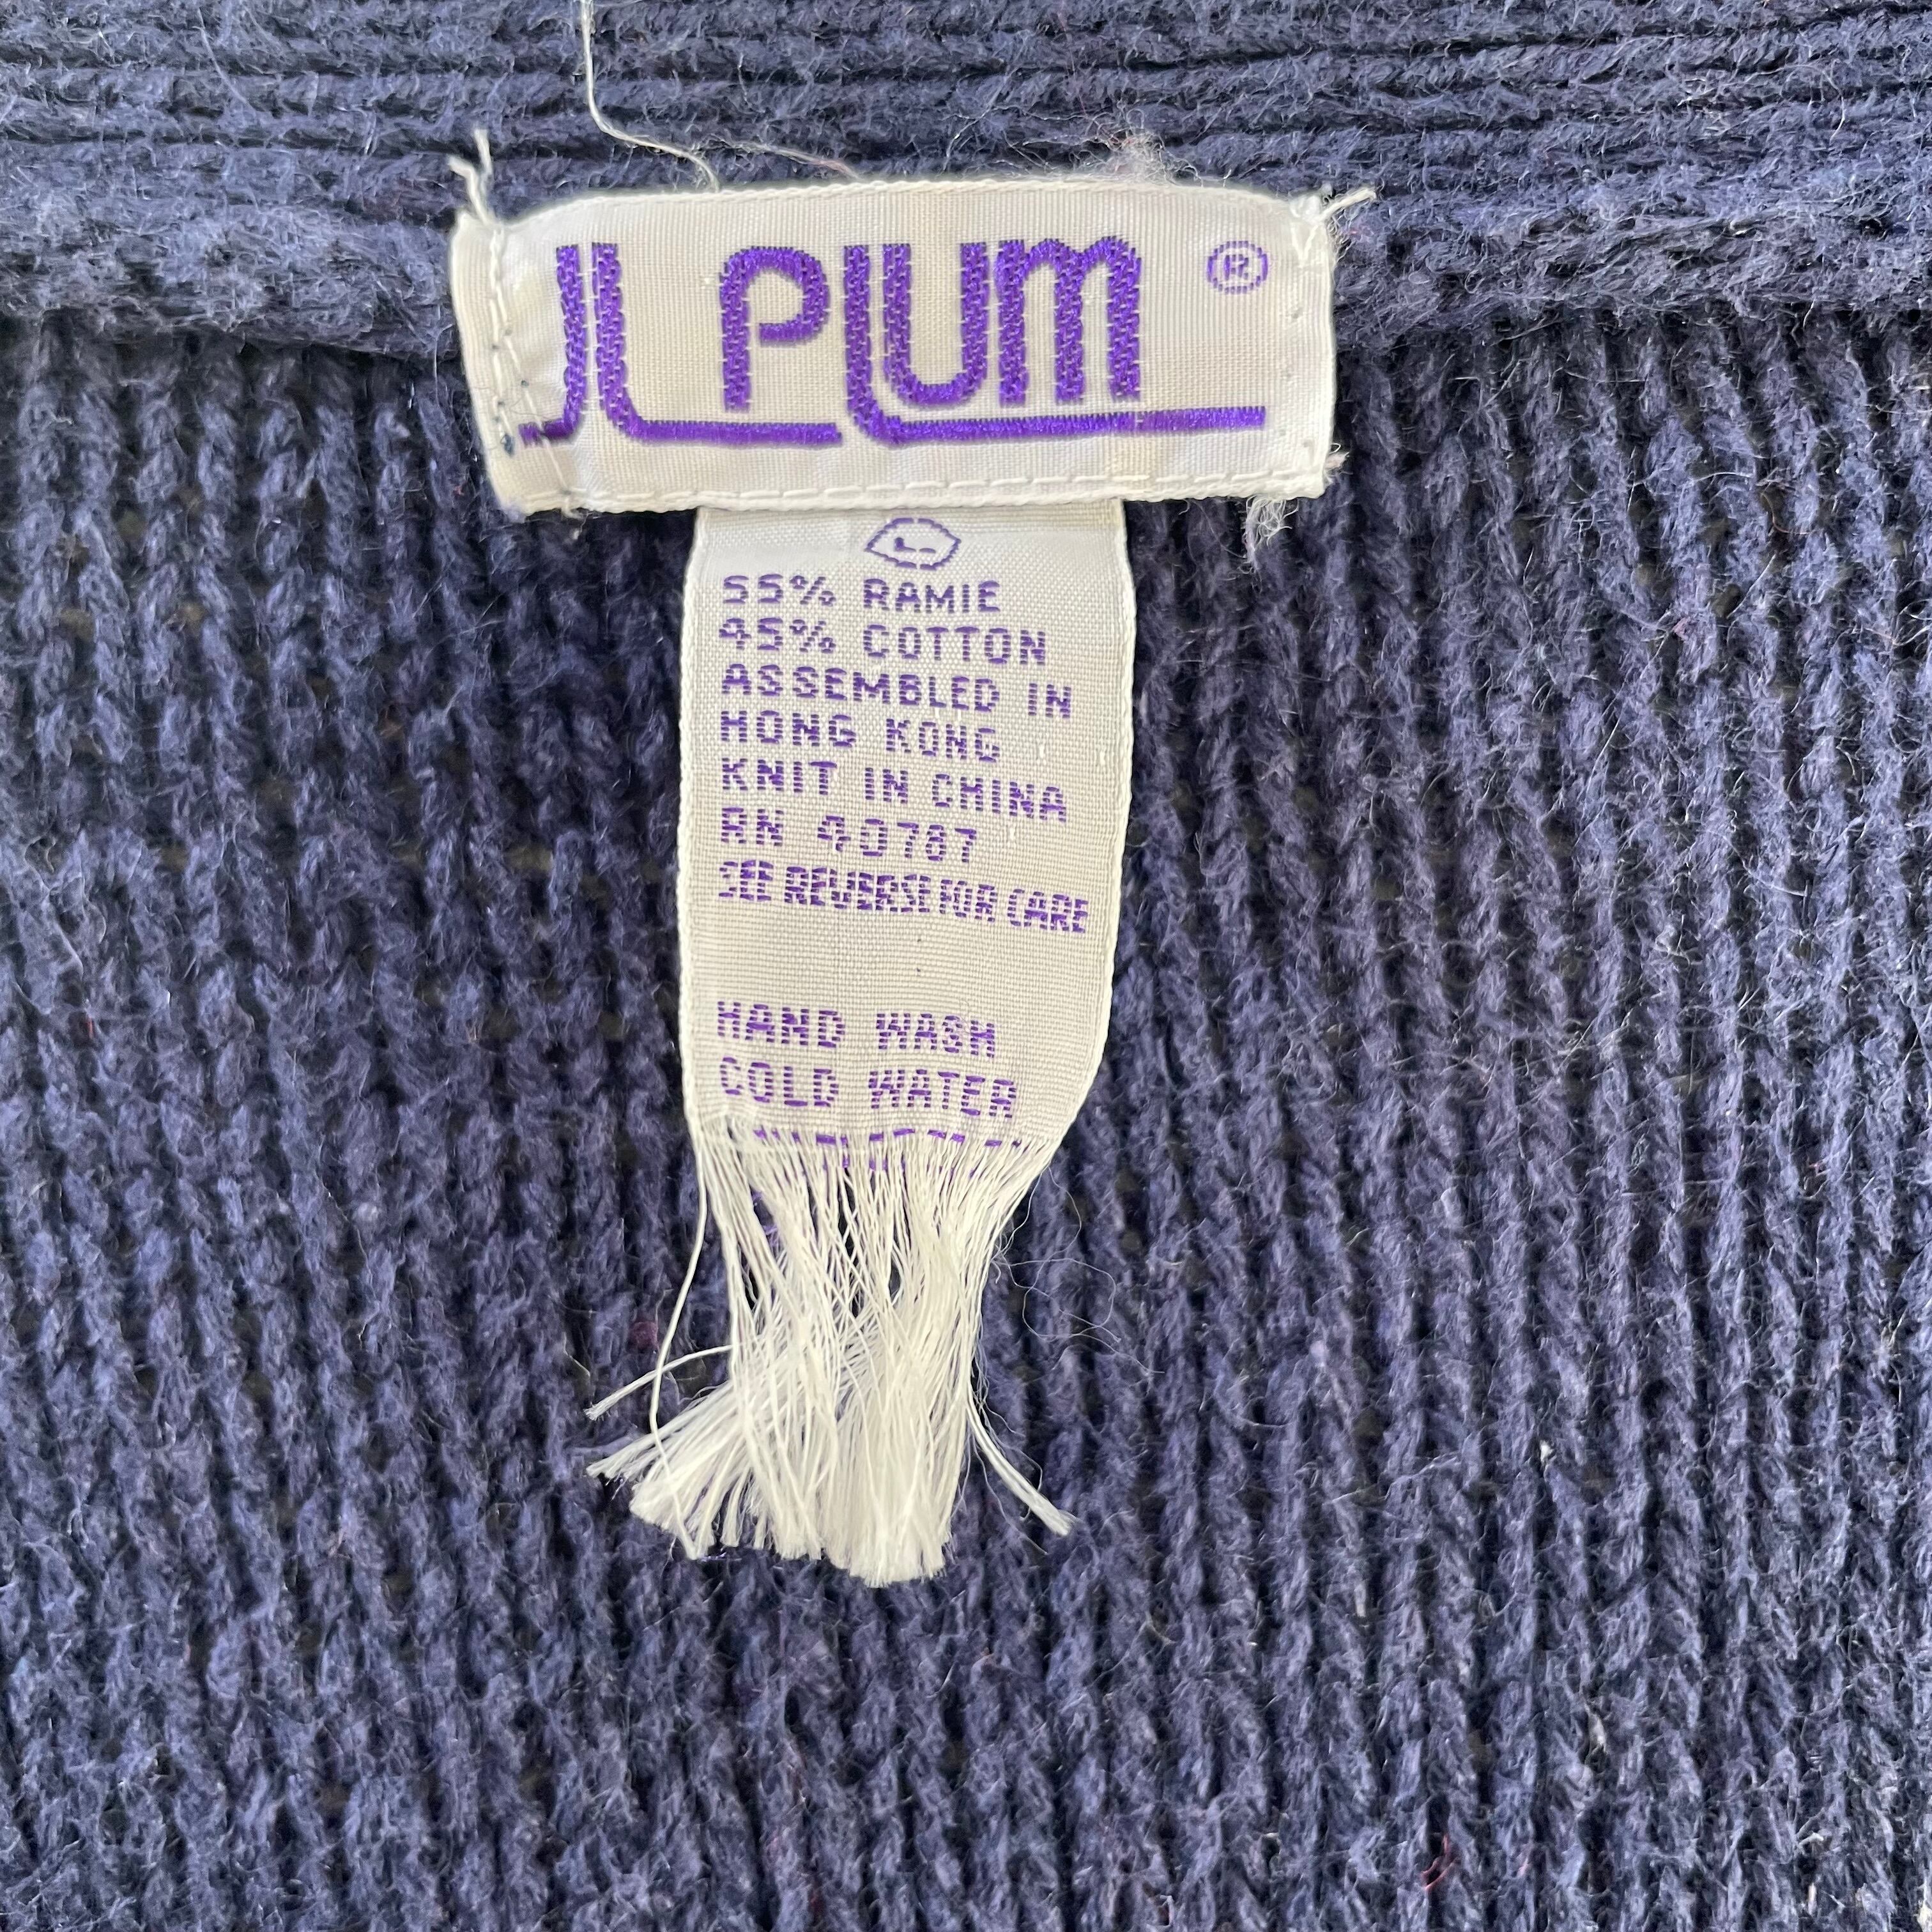 JL PLUM ®
L
55% RAMIE
45% COTTON
ASSEMBLED IN
HONG KONG
KNIT IN CHINA
RN 40787
SEE REVERSE FOR CARE
HAND WASH
COLD WATER